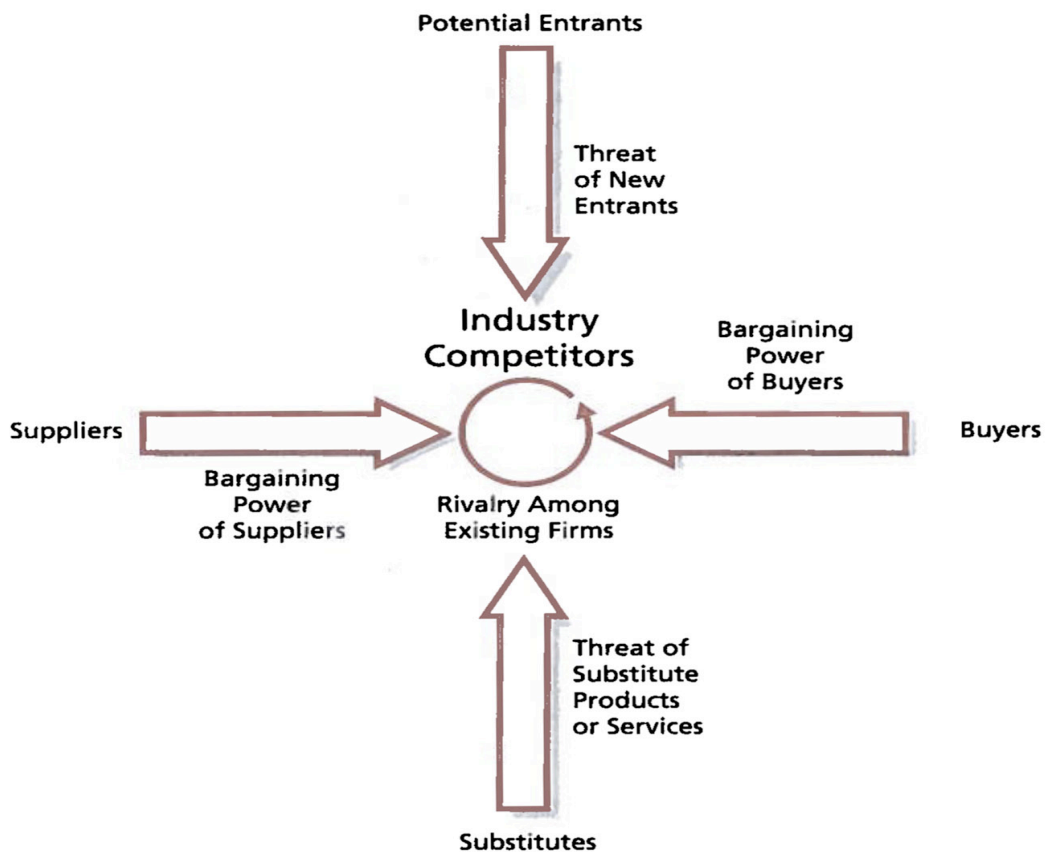 Potential Entrants
Threat
of New
Entrants
Industry
Competitors
Bargaining
Power
of Buyers
Suppliers
Buyers
Bargaining
Power
of Suppliers
Rivalry Among
Existing Firms
Threat of
Substitute
Products
or Services
Substitutes